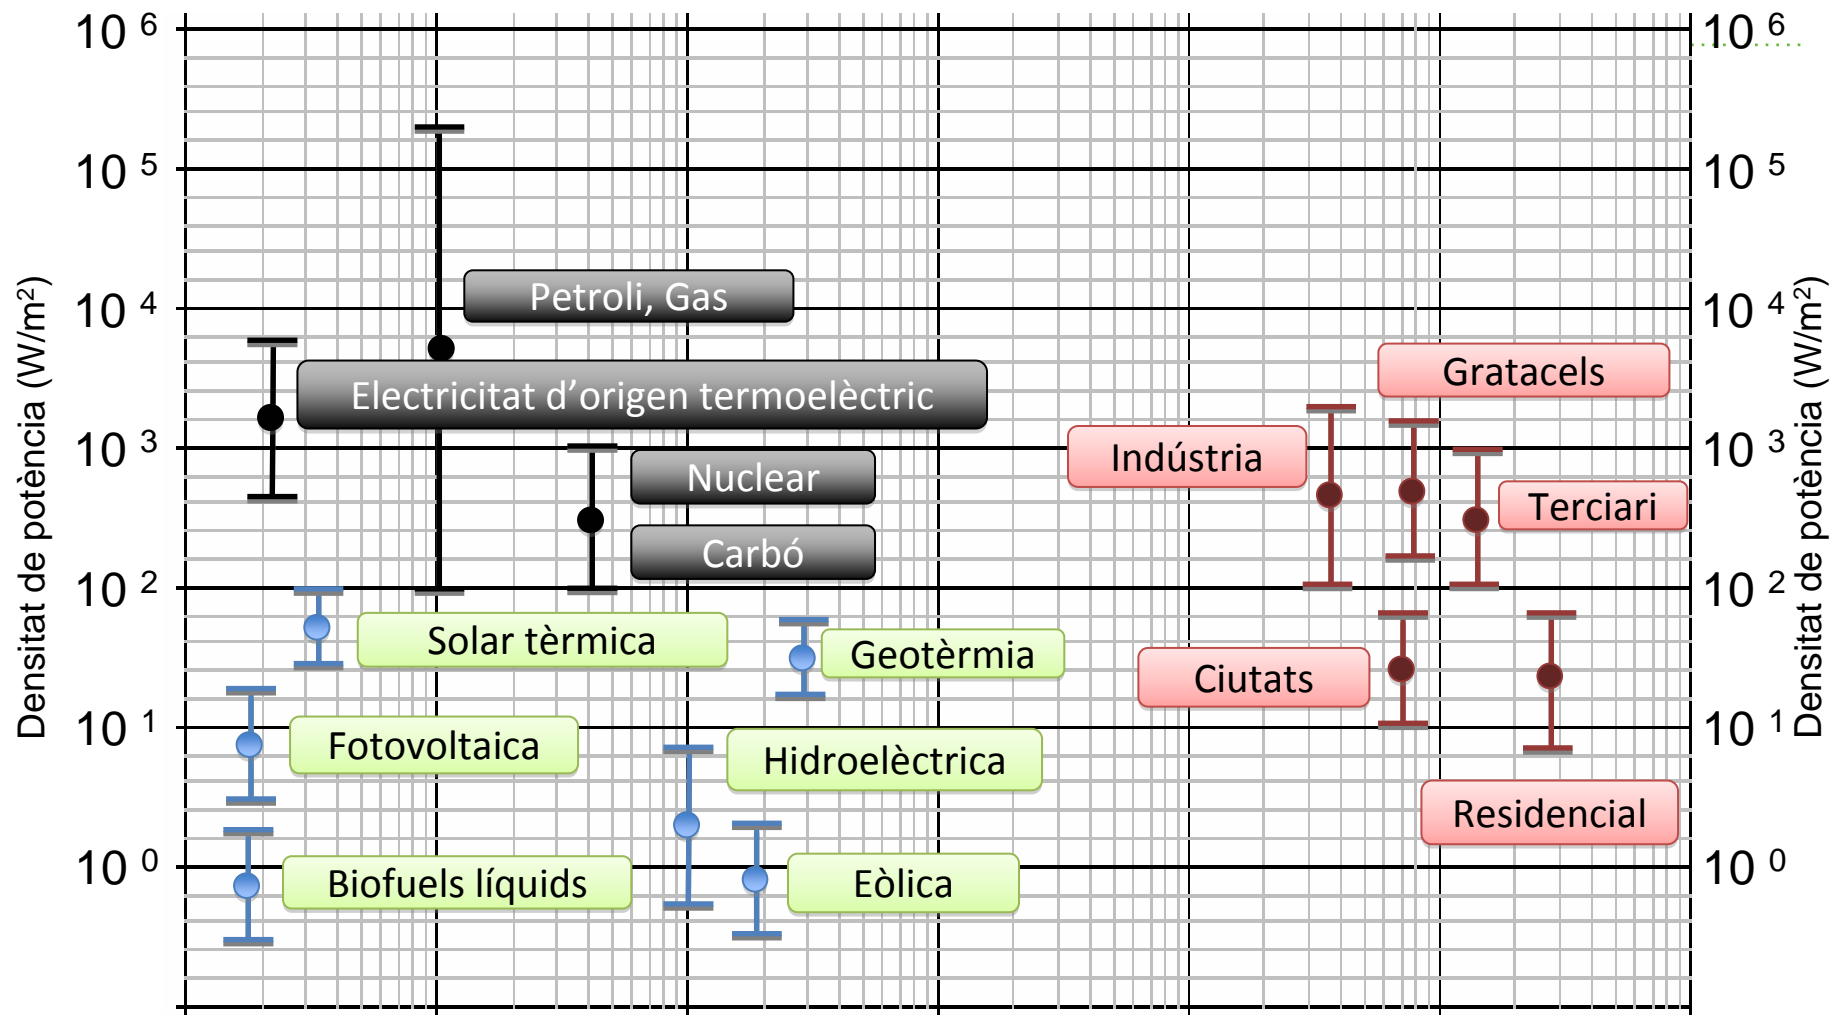 10 6
10 6
10 5
10 5
Petroli, Gas
10 4
10 4
Densitat de potència (W/m2)
Densitat de potència (W/m2)
Gratacels
Electricitat d'origen termoelèctric
10 3
10 3
Indústria
Nuclear
Terciari
Carbó
10 2
10 2
Solar tèrmica
Geotèrmia
Ciutats
10 1
10 1
Fotovoltaica
Hidroelèctrica
Residencial
10 0
10 0
Biofuels líquids
Eòlica